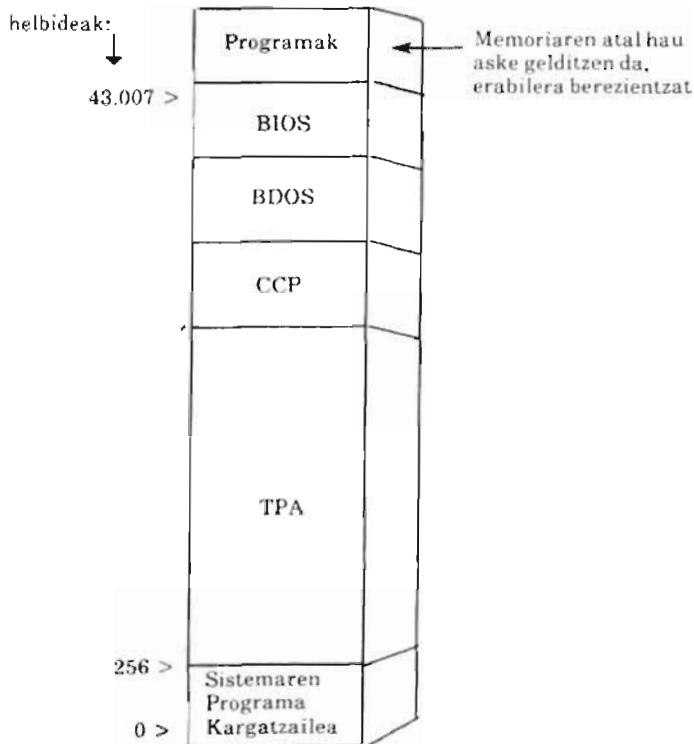 helbideak:
Programak
Memoriaren atal hau
aske gelditzen da,
erabilera berezientzat
43.007 >
BIOS
BDOS
CCP
TPA
256 >
Sistemaren
Programa
0 > Kargatzailea